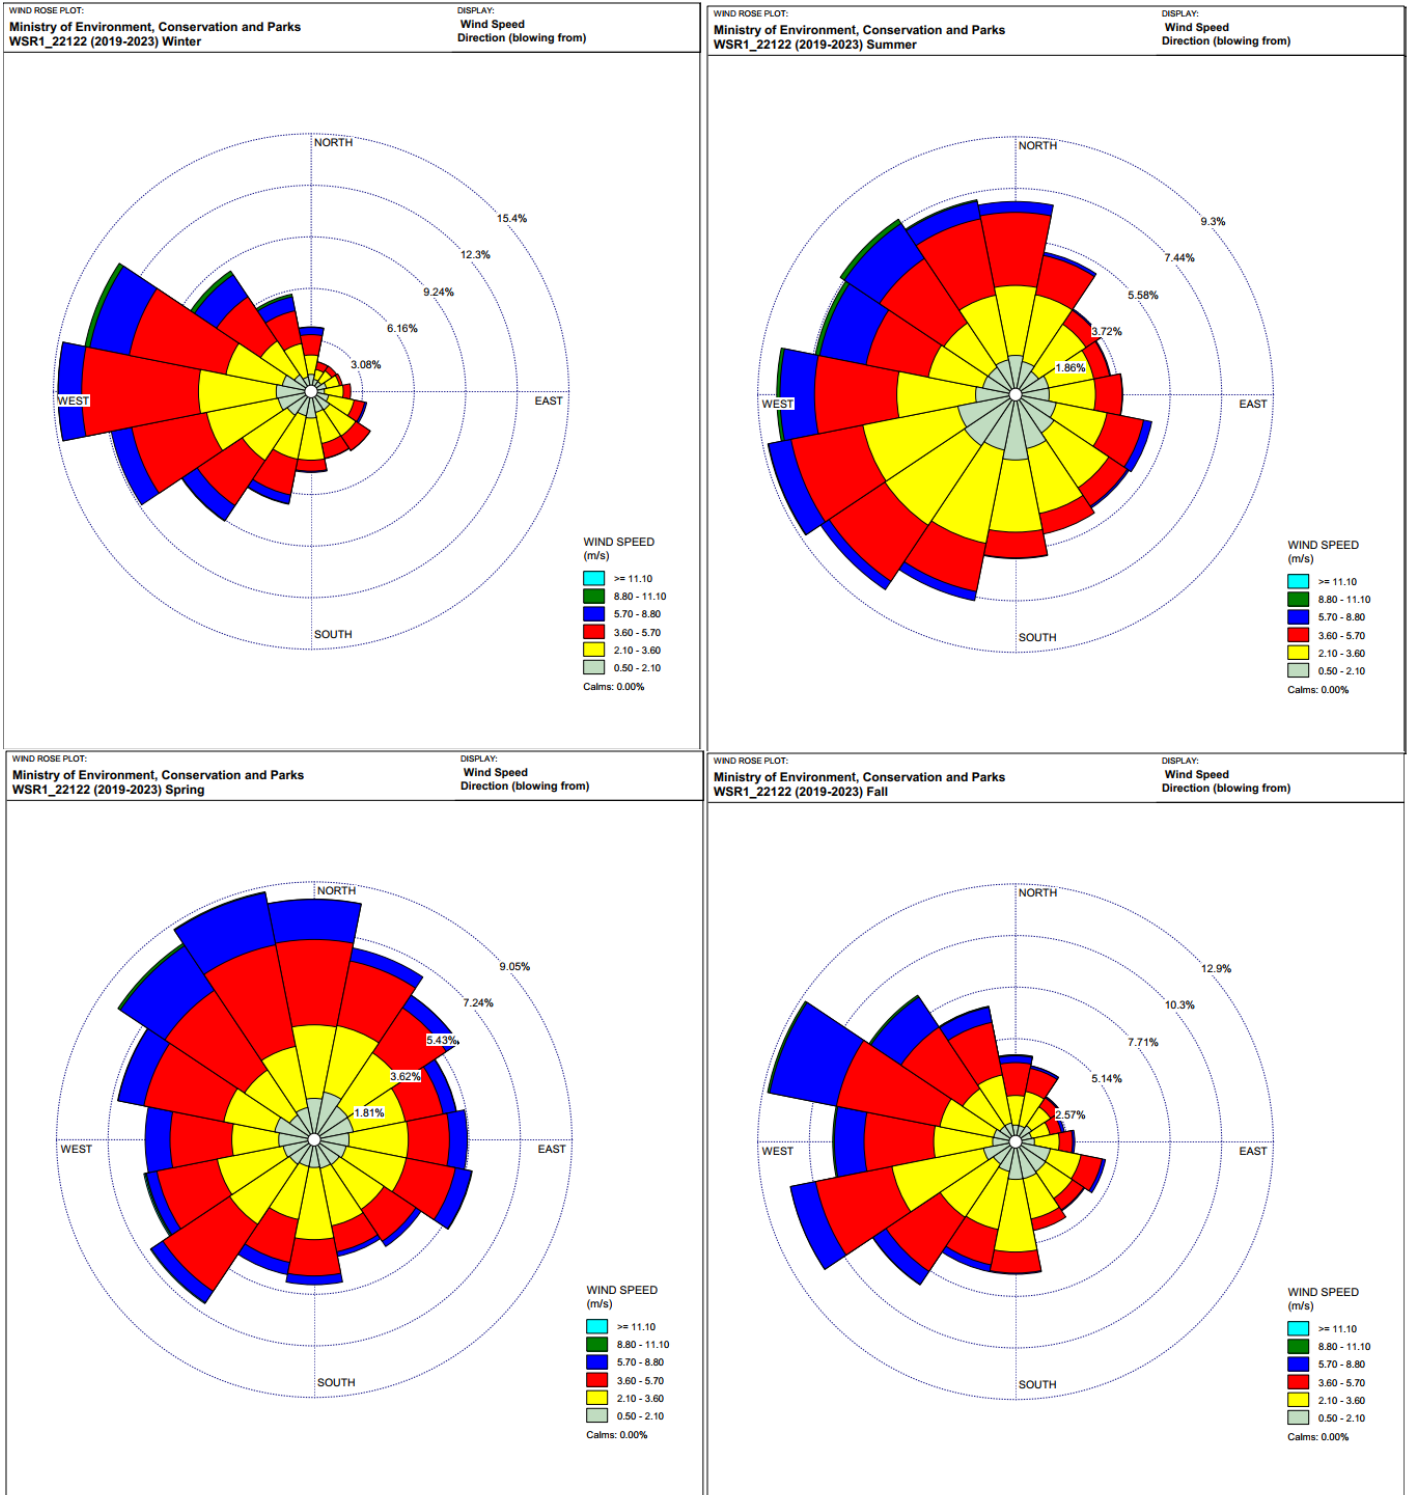 WIND ROSE PLOT:
Ministry of Environment, Conservation and Parks
WSR1_22122 (2019-2023) Winter
DISPLAY:
Wind Speed
Direction (blowing from)
NORTH
15.4%
12.3%
9.24%
6.16%
3.08%
WEST
EAST
SOUTH
WIND SPEED
(m/s)
>= 11.10
8.80 - 11.10
5.70 - 8.80
3.60 - 5.70
2.10 - 3.60
0.50 - 2.10
Calms: 0.00%
WIND ROSE PLOT:
Ministry of Environment, Conservation and Parks
WSR1_22122 (2019-2023) Summer
DISPLAY:
Wind Speed
Direction (blowing from)
NORTH
9.3%
7.44%
5.58%
3.72%
1.86%
WEST
EAST
SOUTH
WIND SPEED
(m/s)
>= 11.10
8.80 - 11.10
5.70 - 8.80
3.60 - 5.70
2.10 - 3.60
0.50 - 2.10
Calms: 0.00%
WIND ROSE PLOT:
Ministry of Environment, Conservation and Parks
WSR1_22122 (2019-2023) Spring
DISPLAY:
Wind Speed
Direction (blowing from)
NORTH
9.05%
7.24%
5.43%
3.62%
1.81%
WEST
EAST
SOUTH
WIND SPEED
(m/s)
>= 11.10
8.80 - 11.10
5.70 - 8.80
3.60 - 5.70
2.10 - 3.60
0.50 - 2.10
Calms: 0.00%
WIND ROSE PLOT:
Ministry of Environment, Conservation and Parks
WSR1_22122 (2019-2023) Fall
DISPLAY:
Wind Speed
Direction (blowing from)
NORTH
12.9%
10.3%
7.71%
5.14%
2.57%
WEST
EAST
SOUTH
WIND SPEED
(m/s)
>= 11.10
8.80 - 11.10
5.70 - 8.80
3.60 - 5.70
2.10 - 3.60
0.50 - 2.10
Calms: 0.00%